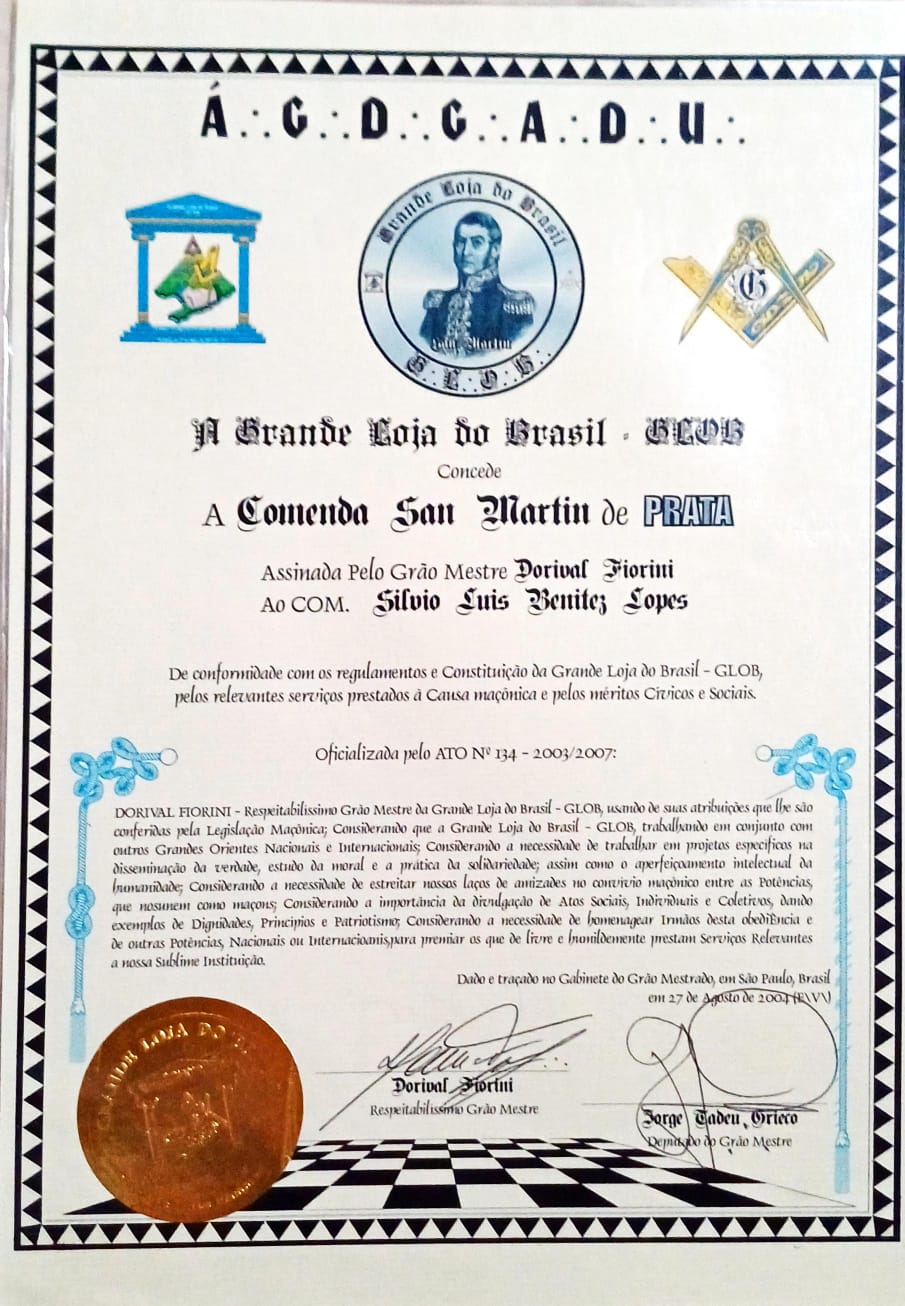 Á∴G∴D∴G∴A∴D∴U∴
Grande Loja do Brasil
San Martin
G∴L∴O∴B∴
G
A Grande Loja do Brasil - GLOB
Concede
A Comenda San Martin de PRATA
Assinada Pelo Grão Mestre Dorival Fiorini
Ao COM. Silvio Luis Benitez Lopes
De conformidade com os regulamentos e Constituição da Grande Loja do Brasil - GLOB,
pelos relevantes serviços prestados à Causa maçônica e pelos méritos Cívicos e Sociais.
Oficializada pelo ATO Nº 134 - 2003/2007:
DORIVAL FIORINI - Respeitabilissimo Grão Mestre da Grande Loja do Brasil - GLOB, usando de suas atribuições que lhe são
conferidas pela Legislação Maçônica; Considerando que a Grande Loja do Brasil - GLOB, trabalhando em conjunto com
outros Grandes Orientes Nacionais e Internacionais; Considerando a necessidade de trabalhar em projetos especificos na
disseminação da verdade, estudo da moral e a prática da solidariedade; assim como o aperfeiçoamento intelectual da
humanidade; Considerando a necessidade de estreitar nossos laços de amizades no convívio maçônico entre as Potências,
que nosunem como maçons; Considerando a importância da divulgação de Atos Sociais, Individuais e Coletivos, dando
exemplos de Dignidades, Princípios e Patriotismo; Considerando a necessidade de homenagear Irmãos desta obediência e
de outras Potências, Nacionais ou Internacioanis,para premiar os que de livre e humildemente prestam Serviços Relevantes
a nossa Sublime Instituição.
Dado e traçado no Gabinete do Grão Mestrado, em São Paulo, Brasil
em 27 de Agosto de 2004 (E\V\)
GRANDE LOJA DO
Dorival Fiorini
Respeitabilissimo Grão Mestre
Jorge Tadeu Grieco
Deputado do Grão Mestre